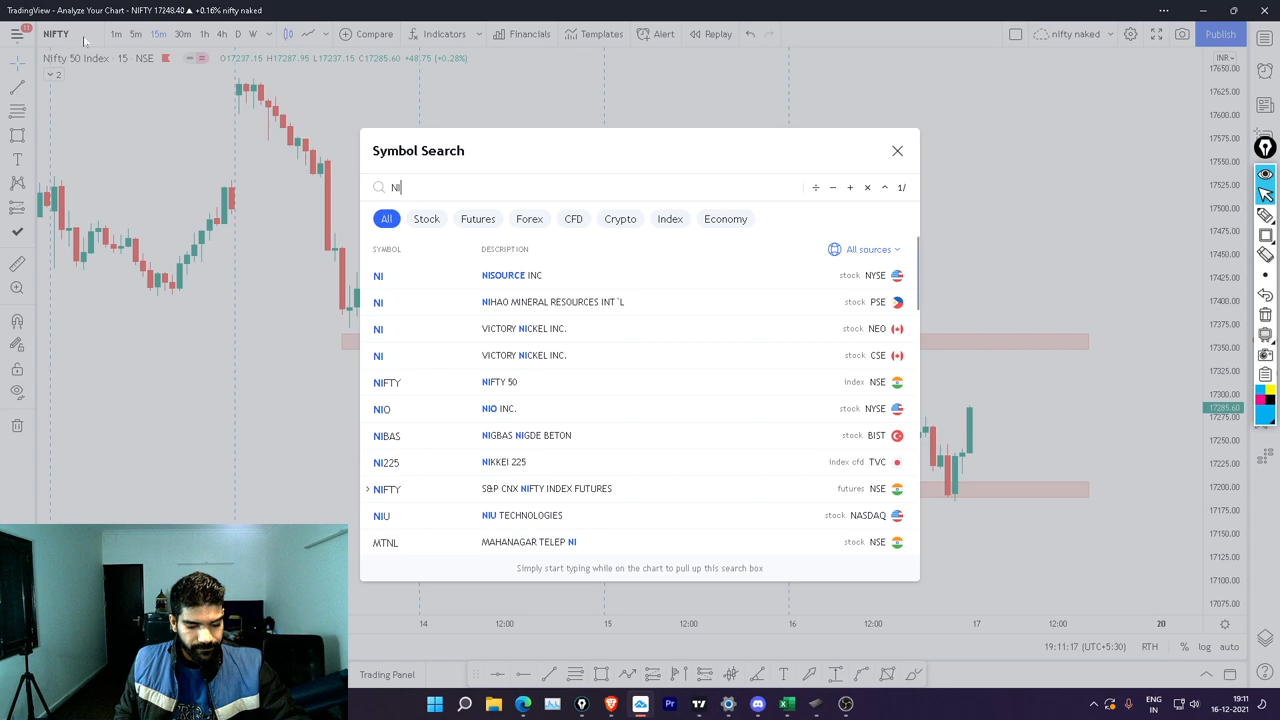 TradingView - Analyze Your Chart - NIFTY 17248.40 ▲ +0.16% nifty naked
11
NIFTY 1m 5m 15m 30m 1h 4h D W Compare Indicators Financials Templates Alert Replay nifty naked Publish
Nifty 50 Index · 15 · NSE O17237.15 H17287.95 L17237.15 C17285.60 +48.75 (+0.28%)
2
INR
17650.00
17625.00
17600.00
17575.00
17550.00
17525.00
17500.00
17475.00
17450.00
17425.00
17400.00
17375.00
17350.00
17325.00
17300.00
17285.60
17275.00
17250.00
17225.00
17200.00
17175.00
17150.00
17125.00
17100.00
17075.00
Symbol Search
NI ÷ − + × ^ 1/
All Stock Futures Forex CFD Crypto Index Economy
SYMBOL DESCRIPTION All sources
NI NISOURCE INC stock NYSE
NI NIHAO MINERAL RESOURCES INT`L stock PSE
NI VICTORY NICKEL INC. stock NEO
NI VICTORY NICKEL INC. stock CSE
NIFTY NIFTY 50 index NSE
NIO NIO INC. stock NYSE
NIBAS NIGBAS NIGDE BETON stock BIST
NI225 NIKKEI 225 index cfd TVC
NIFTY S&P CNX NIFTY INDEX FUTURES futures NSE
NIU NIU TECHNOLOGIES stock NASDAQ
MTNL MAHANAGAR TELEP NI stock NSE
Simply start typing while on the chart to pull up this search box
14 12:00 15 12:00 16 12:00 17 12:00 20
19:11:17 (UTC+5:30) RTH % log auto
Trading Panel
ENG
IN
19:11
16-12-2021